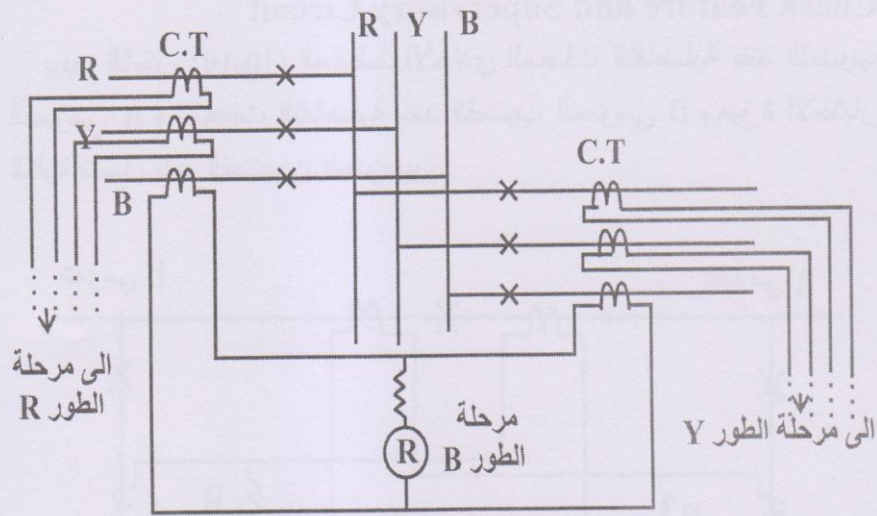 R Y B
C.T
R
Y
C.T
B
الى مرحلة
الطور R
مرحلة
الطور B
R
الى مرحلة الطور Y